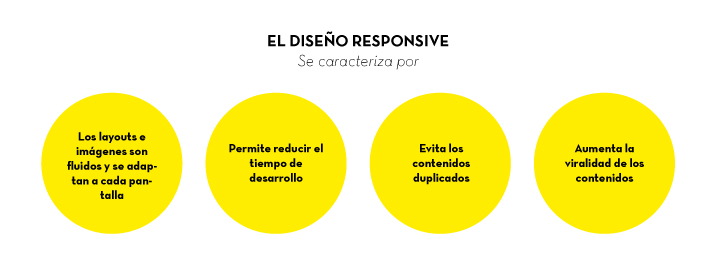 EL DISEÑO RESPONSIVE
Se caracteriza por
Los layouts e
imágenes son
fluidos y se adap-
tan a cada pan-
talla
Permite reducir el
tiempo de
desarrollo
Evita los
contenidos
duplicados
Aumenta la
viralidad de los
contenidos